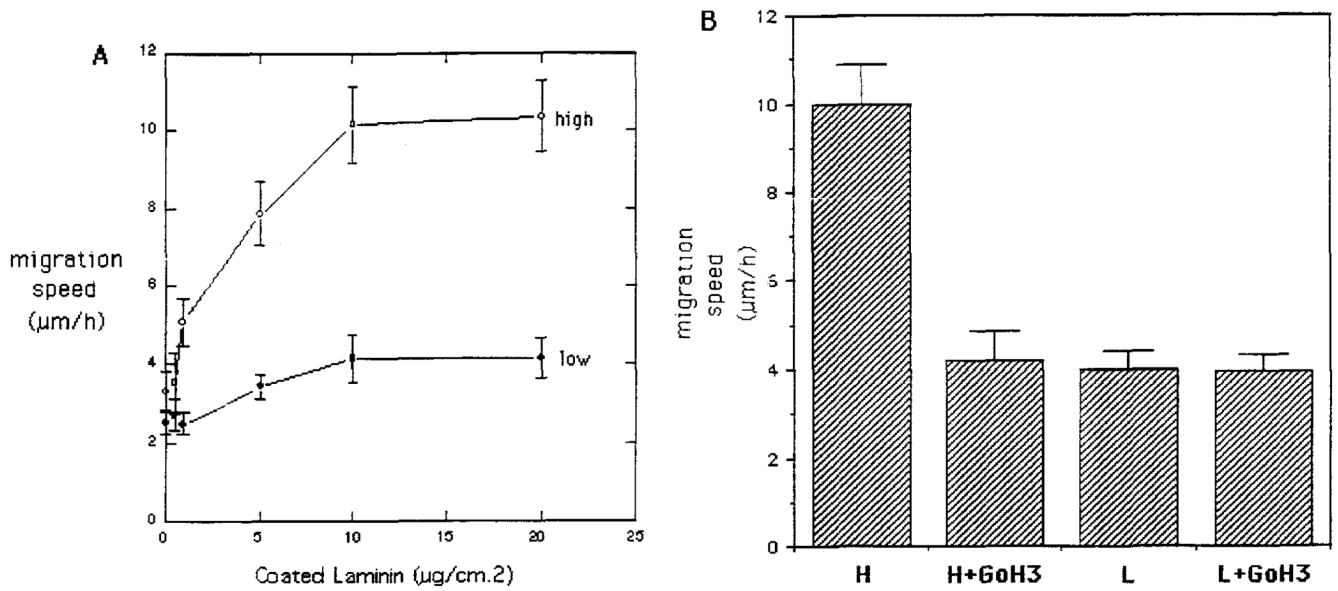 A
12
10
8
6
4
2
0
migration
speed
(µm/h)
high
low
0
5
10
15
20
25
Coated Laminin (µg/cm.2)
B
12
10
8
6
4
2
0
migration
speed
(µm/h)
H
H+GoH3
L
L+GoH3